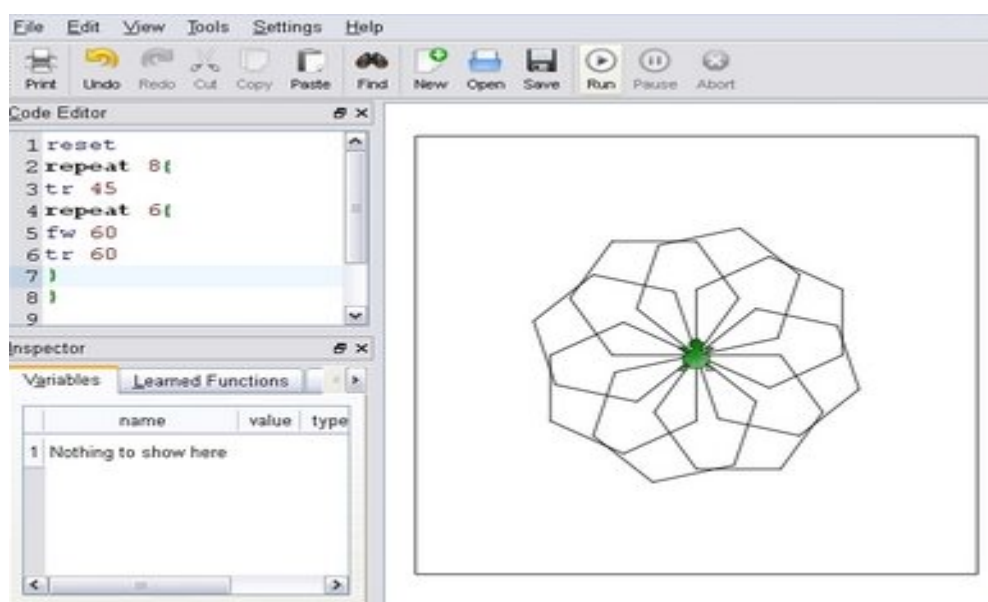 File Edit View Tools Settings Help
Print Undo Redo Cut Copy Paste Find New Open Save Run Pause Abort
Code Editor
1 reset
2 repeat 8{
3 tr 45
4 repeat 6{
5 fw 60
6 tr 60
7 }
8 }
9
Inspector
Variables Learned Functions
name value type
1 Nothing to show here